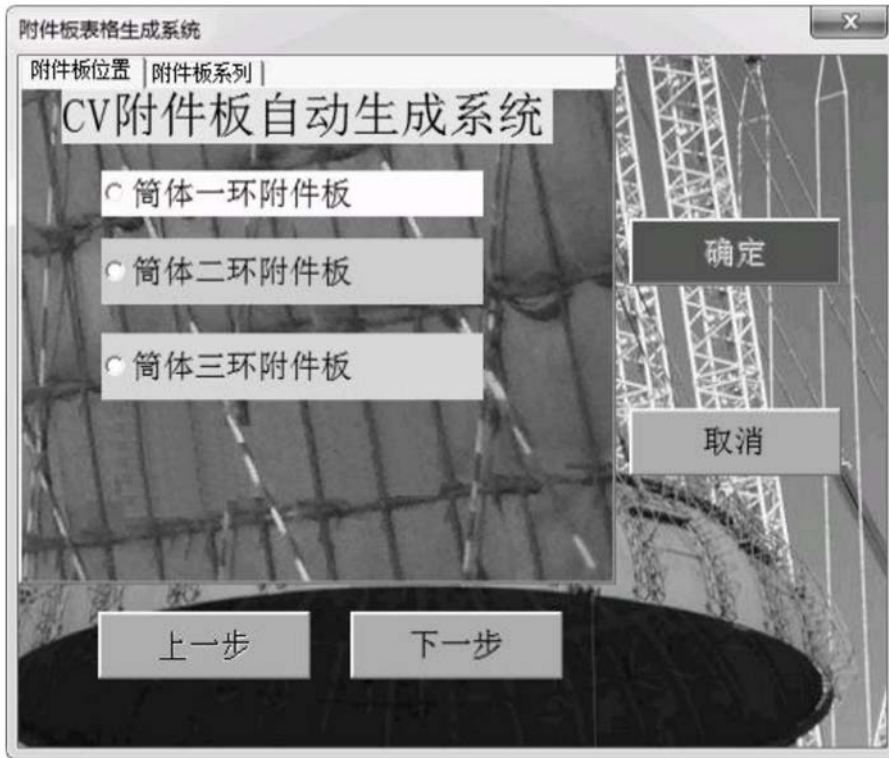 附件板表格生成系统
附件板位置 附件板系列
CV附件板自动生成系统
筒体一环附件板
筒体二环附件板
筒体三环附件板
确定
取消
上一步 下一步